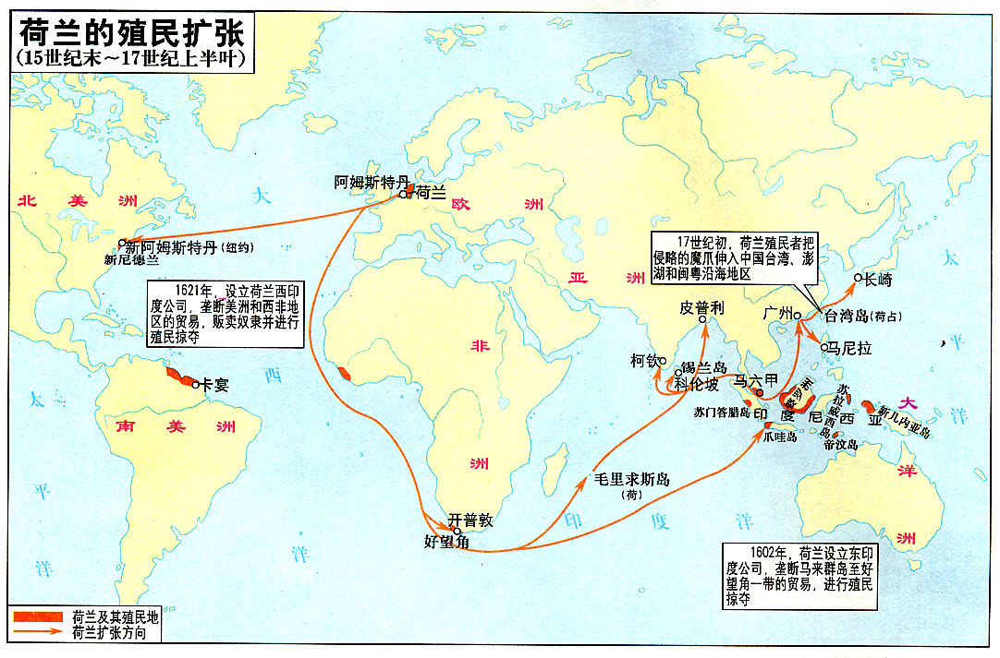 荷兰的殖民扩张
(15世纪末～17世纪上半叶)
阿姆斯特丹
荷兰
北美洲
大
欧洲
新阿姆斯特丹(纽约)
新尼德兰
17世纪初，荷兰殖民者把
侵略的魔爪伸入中国台湾、澎
湖和闽粤沿海地区
太
亚洲
长崎
1621年，设立荷兰西印
度公司，垄断美洲和西非地
区的贸易，贩卖奴隶并进行
殖民掠夺
皮普利
广州
台湾岛(荷占)
非
平
马尼拉
柯钦
锡兰岛
科伦坡
马六甲
西
卡宴
太
婆罗洲
苏拉威西岛
大
洋
苏门答腊岛
印度尼西亚
新几内亚岛
南美洲
爪哇岛
帝汶岛
洲
洋
毛里求斯岛
(荷)
平
开普敦
好望角
印度洋
洲
洋
洋
1602年，荷兰设立东印
度公司，垄断马来群岛至好
望角一带的贸易，进行殖民
掠夺
荷兰及其殖民地
荷兰扩张方向